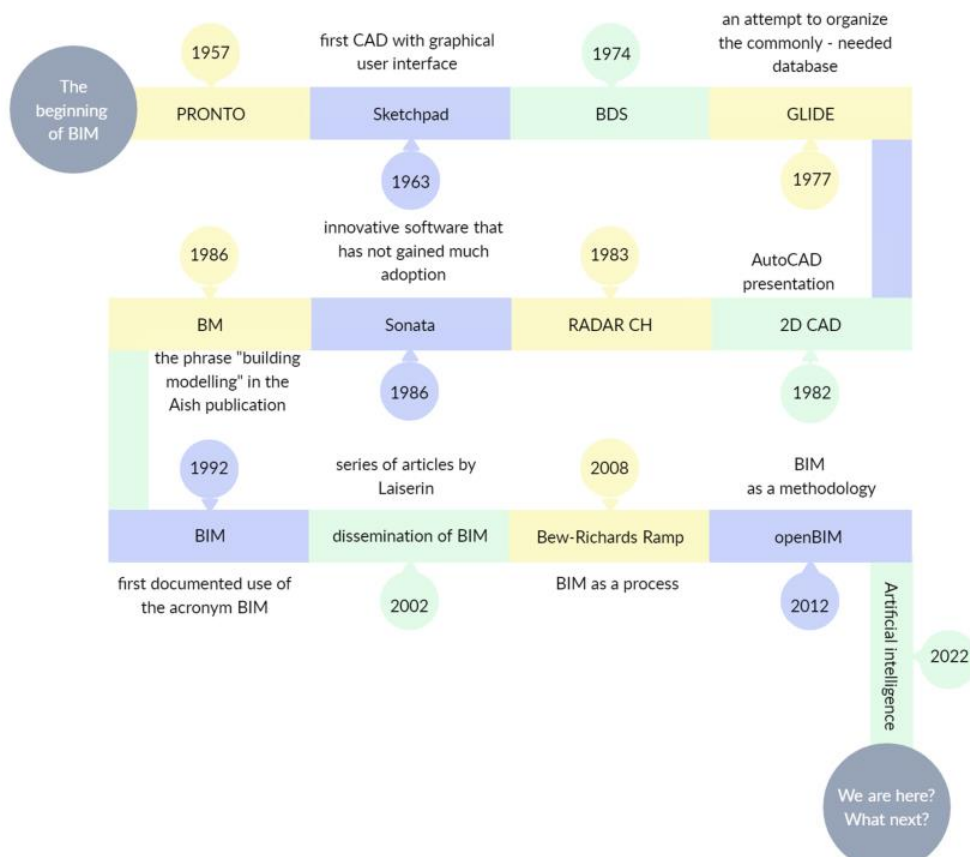 The
beginning
of BIM
1957
PRONTO
first CAD with graphical
user interface
Sketchpad
1963
1974
BDS
an attempt to organize
the commonly - needed
database
GLIDE
1977
AutoCAD
presentation
2D CAD
1982
1983
RADAR CH
innovative software that
has not gained much
adoption
Sonata
1986
1986
BM
the phrase "building
modelling" in the
Aish publication
1992
BIM
first documented use of
the acronym BIM
series of articles by
Laiserin
dissemination of BIM
2002
2008
Bew-Richards Ramp
BIM as a process
BIM
as a methodology
openBIM
2012
Artificial intelligence
2022
We are here?
What next?